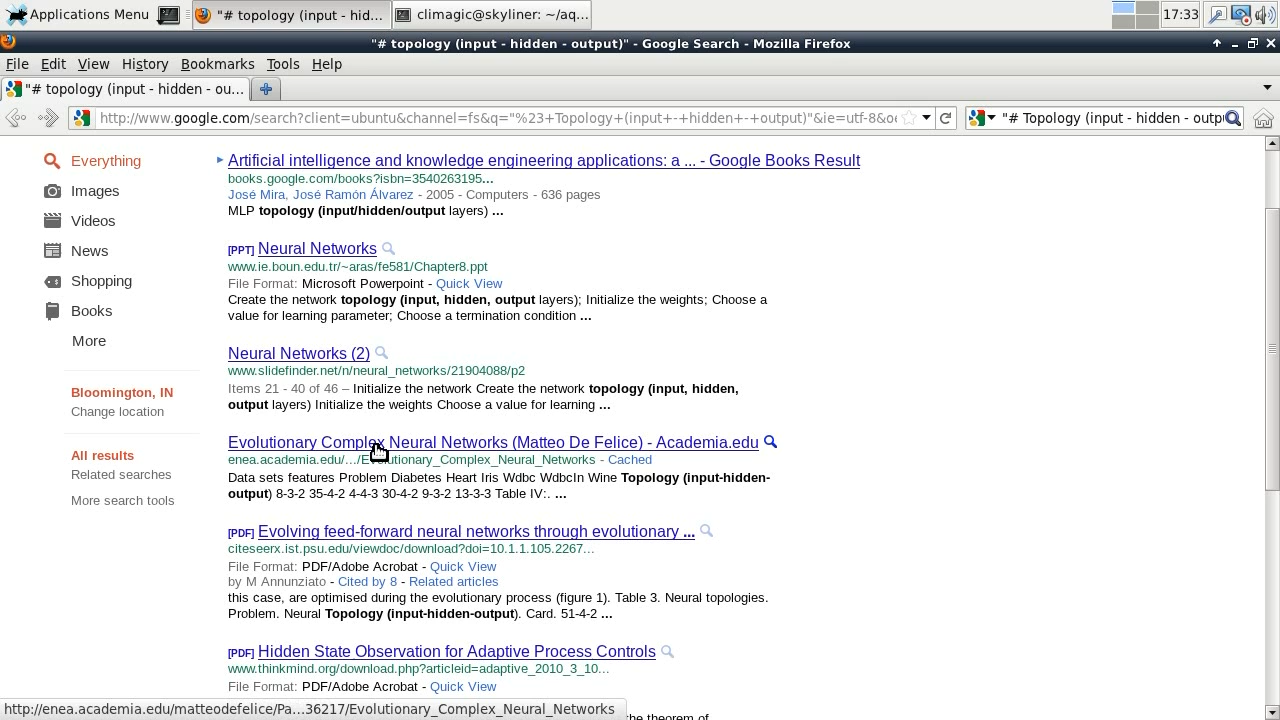 Applications Menu
"# topology (input - hid...
climagic@skyliner: ~/aq...
17:33
"# topology (input - hidden - output)" - Google Search - Mozilla Firefox
File Edit View History Bookmarks Tools Help
"# topology (input - hidden - ou...
http://www.google.com/search?client=ubuntu&channel=fs&q="%23+Topology+(input+-+hidden+-+output)"&ie=utf-8&oe
"# Topology (input - hidden - outp
Everything
Images
Videos
News
Shopping
Books
More
Bloomington, IN
Change location
All results
Related searches
More search tools
Artificial intelligence and knowledge engineering applications: a ... - Google Books Result
books.google.com/books?isbn=3540263195...
José Mira, José Ramón Álvarez - 2005 - Computers - 636 pages
MLP topology (input/hidden/output layers) ...
[PPT] Neural Networks
www.ie.boun.edu.tr/~aras/fe581/Chapter8.ppt
File Format: Microsoft Powerpoint - Quick View
Create the network topology (input, hidden, output layers); Initialize the weights; Choose a
value for learning parameter; Choose a termination condition ...
Neural Networks (2)
www.slidefinder.net/n/neural_networks/21904088/p2
Items 21 - 40 of 46 – Initialize the network Create the network topology (input, hidden,
output layers) Initialize the weights Choose a value for learning ...
Evolutionary Complex Neural Networks (Matteo De Felice) - Academia.edu
enea.academia.edu/.../Evolutionary_Complex_Neural_Networks - Cached
Data sets features Problem Diabetes Heart Iris Wdbc WdbcIn Wine Topology (input-hidden-
output) 8-3-2 35-4-2 4-4-3 30-4-2 9-3-2 13-3-3 Table IV:. ...
[PDF] Evolving feed-forward neural networks through evolutionary ...
citeseerx.ist.psu.edu/viewdoc/download?doi=10.1.1.105.2267...
File Format: PDF/Adobe Acrobat - Quick View
by M Annunziato - Cited by 8 - Related articles
this case, are optimised during the evolutionary process (figure 1). Table 3. Neural topologies.
Problem. Neural Topology (input-hidden-output). Card. 51-4-2 ...
[PDF] Hidden State Observation for Adaptive Process Controls
www.thinkmind.org/download.php?articleid=adaptive_2010_3_10...
File Format: PDF/Adobe Acrobat - Quick View
the theorem of
http://enea.academia.edu/matteodefelice/Pa...36217/Evolutionary_Complex_Neural_Networks